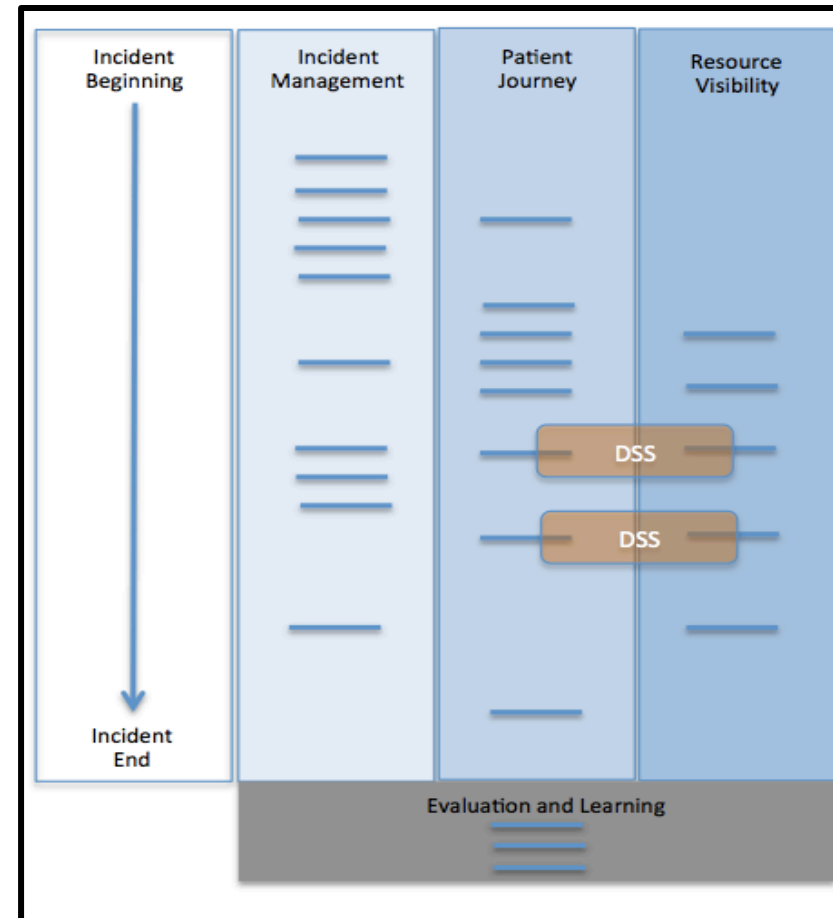 Incident
Beginning
Incident
Management
Patient
Journey
Resource
Visibility
DSS
DSS
Incident
End
Evaluation and Learning